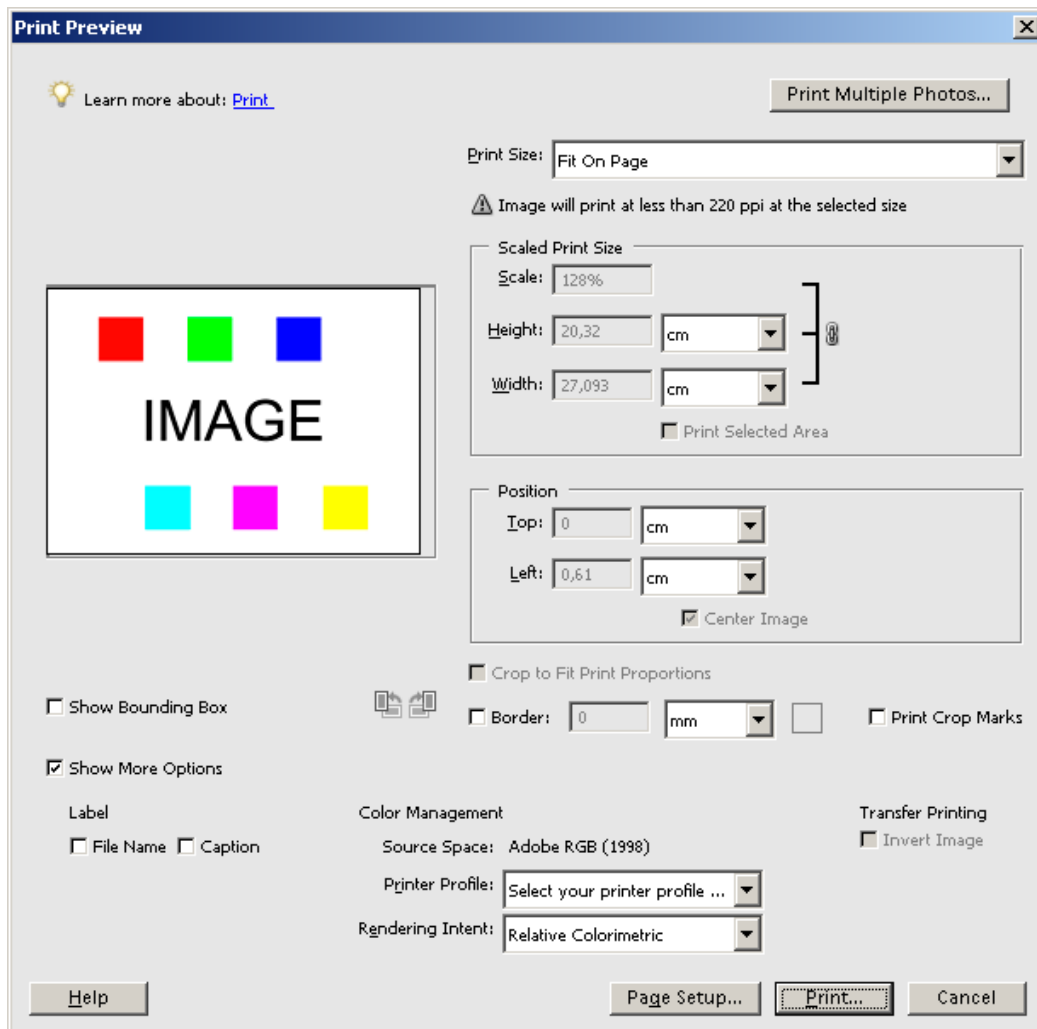 Print Preview
Learn more about: Print
Print Multiple Photos...
Print Size: Fit On Page
Image will print at less than 220 ppi at the selected size
Scaled Print Size
Scale: 128%
Height: 20,32 cm
Width: 27,093 cm
Print Selected Area
IMAGE
Position
Top: 0 cm
Left: 0,61 cm
Center Image
Crop to Fit Print Proportions
Show Bounding Box
Border: 0 mm
Print Crop Marks
Show More Options
Label
File Name Caption
Color Management
Source Space: Adobe RGB (1998)
Printer Profile: Select your printer profile ...
Rendering Intent: Relative Colorimetric
Transfer Printing
Invert Image
Help
Page Setup...
Print...
Cancel